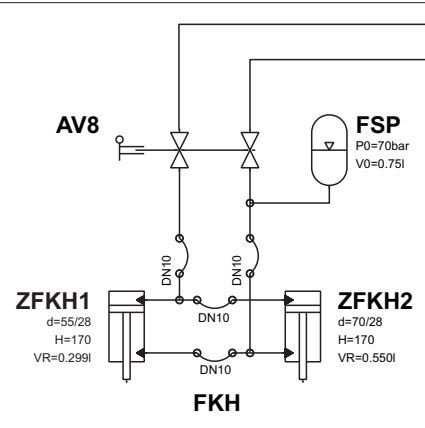 AV8
FSP
P0=70bar
V0=0.75l
DN10
DN10
ZFKH1
d=55/28
H=170
VR=0.299l
DN10
DN10
ZFKH2
d=70/28
H=170
VR=0.550l
FKH